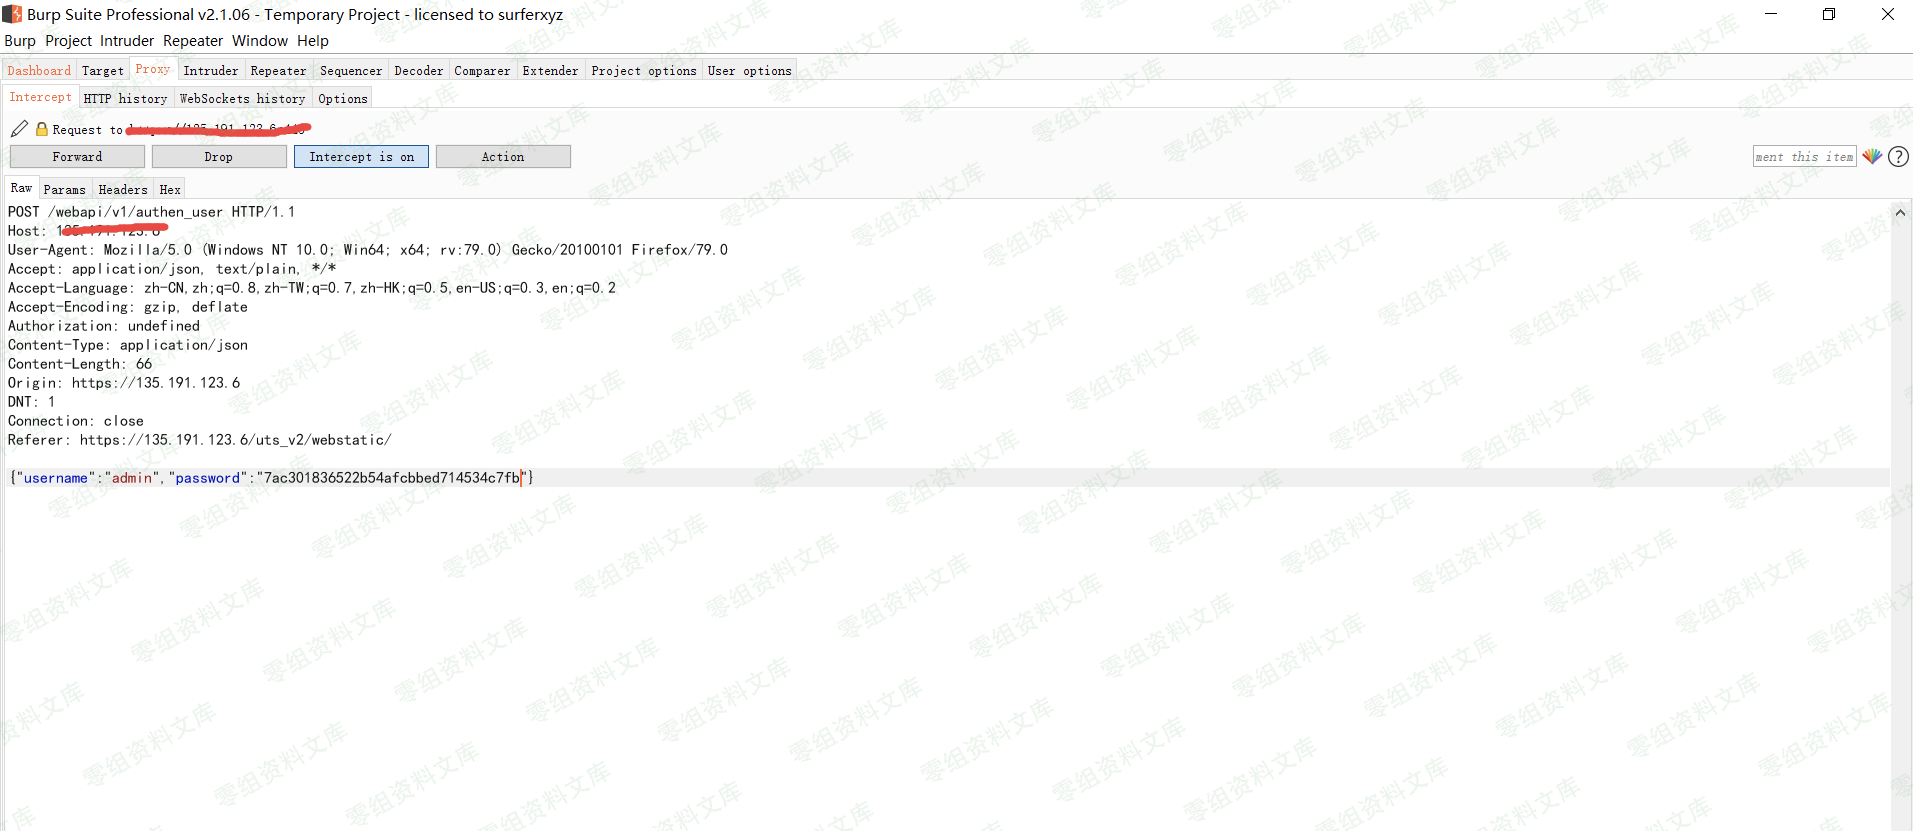 Burp Suite Professional v2.1.06 - Temporary Project - licensed to surferxyz
Burp Project Intruder Repeater Window Help
Dashboard Target Proxy Intruder Repeater Sequencer Decoder Comparer Extender Project options User options
Intercept HTTP history WebSockets history Options
Request to
Forward Drop Intercept is on Action
ment this item
?
Raw Params Headers Hex
POST /webapi/v1/authen_user HTTP/1.1
Host:
User-Agent: Mozilla/5.0 (Windows NT 10.0; Win64; x64; rv:79.0) Gecko/20100101 Firefox/79.0
Accept: application/json, text/plain, */*
Accept-Language: zh-CN,zh;q=0.8,zh-TW;q=0.7,zh-HK;q=0.5,en-US;q=0.3,en;q=0.2
Accept-Encoding: gzip, deflate
Authorization: undefined
Content-Type: application/json
Content-Length: 66
Origin: https://135.191.123.6
DNT: 1
Connection: close
Referer: https://135.191.123.6/uts_v2/webstatic/
{"username":"admin","password":"7ac301836522b54afcbbed714534c7fb"}
零组资料文库